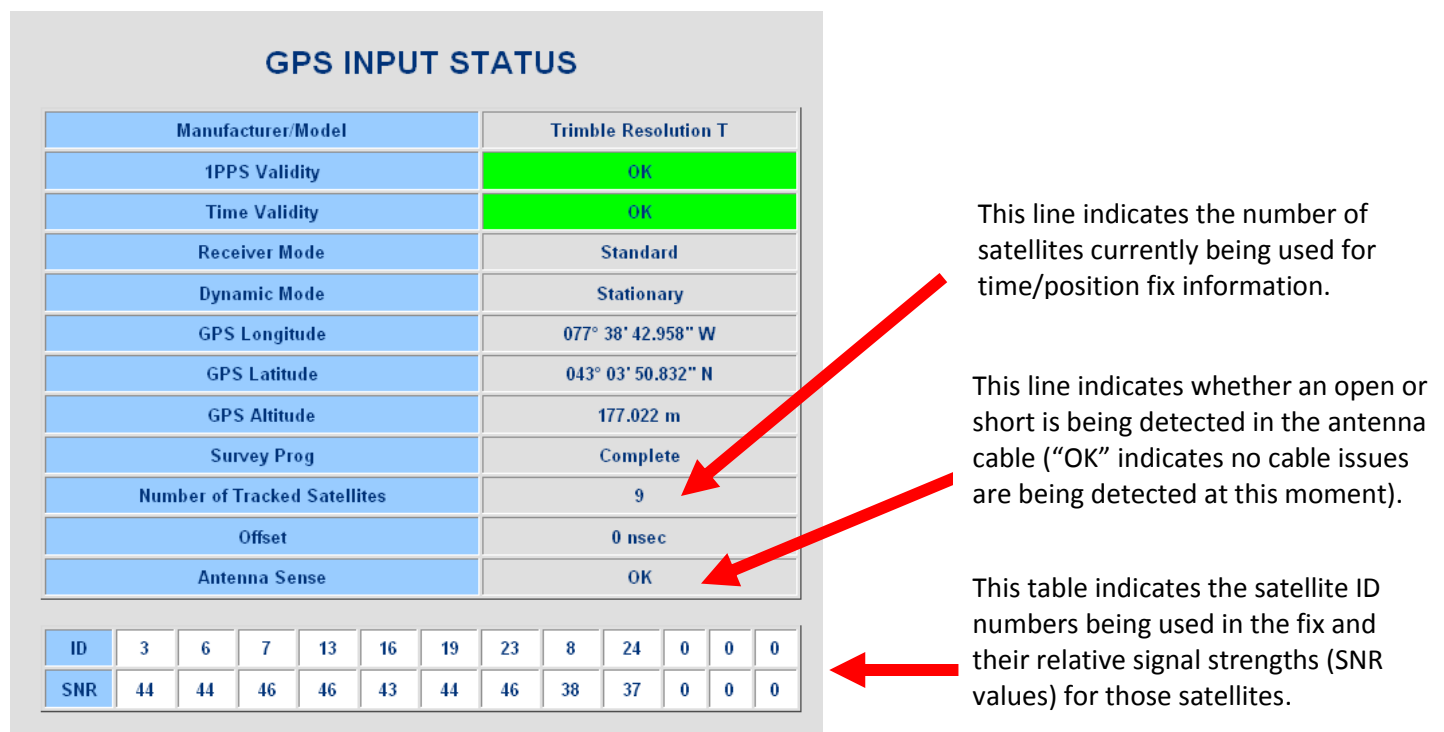 GPS INPUT STATUS
Manufacturer/Model Trimble Resolution T
1PPS Validity OK
Time Validity OK
Receiver Mode Standard
Dynamic Mode Stationary
GPS Longitude 077° 38' 42.958" W
GPS Latitude 043° 03' 50.832" N
GPS Altitude 177.022 m
Survey Prog Complete
Number of Tracked Satellites 9
Offset 0 nsec
Antenna Sense OK
ID 3 6 7 13 16 19 23 8 24 0 0 0
SNR 44 44 46 46 43 44 46 38 37 0 0 0
This line indicates the number of
satellites currently being used for
time/position fix information.
This line indicates whether an open or
short is being detected in the antenna
cable (“OK” indicates no cable issues
are being detected at this moment).
This table indicates the satellite ID
numbers being used in the fix and
their relative signal strengths (SNR
values) for those satellites.